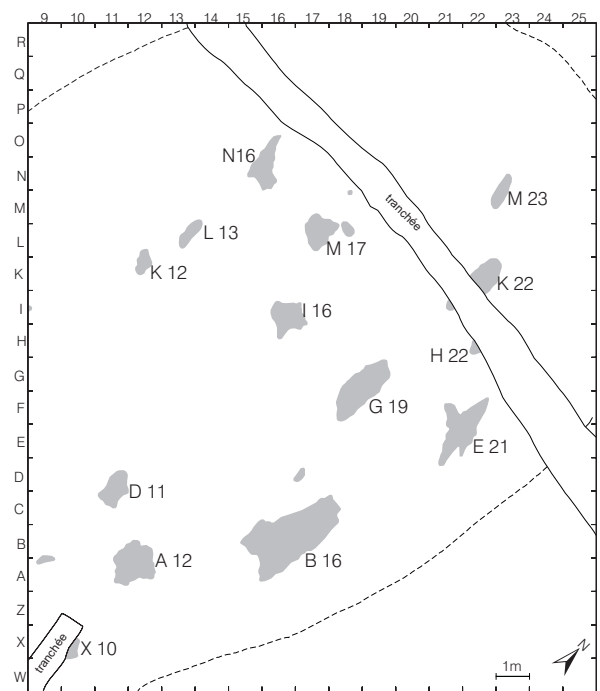 9 10 11 12 13 14 15 16 17 18 19 20 21 22 23 24 25
R
Q
P
O
N16
N
M 23
M
tranchée
L 13
L
M 17
K 12
K
K 22
I
I 16
H
H 22
G
G 19
F
E
E 21
D
D 11
C
B
B 16
A 12
A
Z
X
tranchée
X 10
N
1m
W